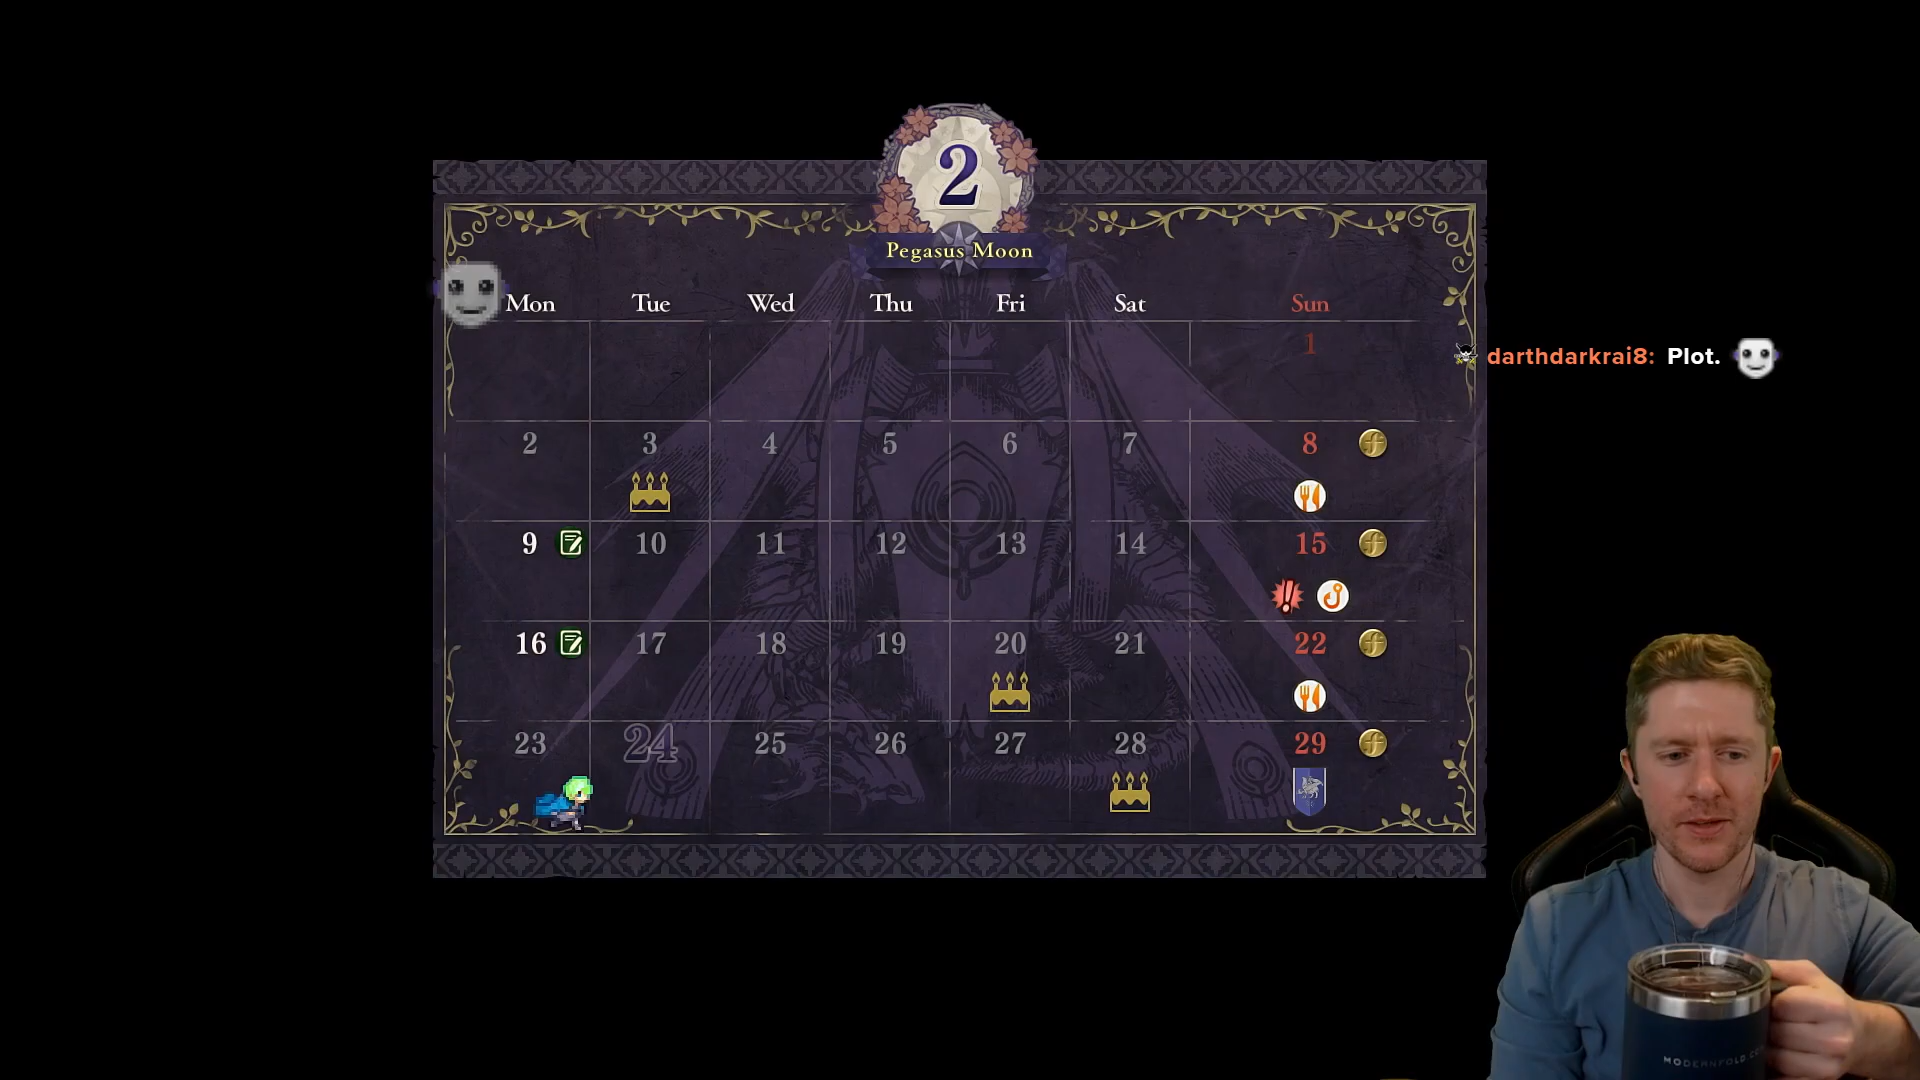 2
Pegasus Moon
Mon Tue Wed Thu Fri Sat Sun
1
darthdarkrai8: Plot.
2 3 4 5 6 7 8
9 10 11 12 13 14 15
16 17 18 19 20 21 22
23 24 25 26 27 28 29